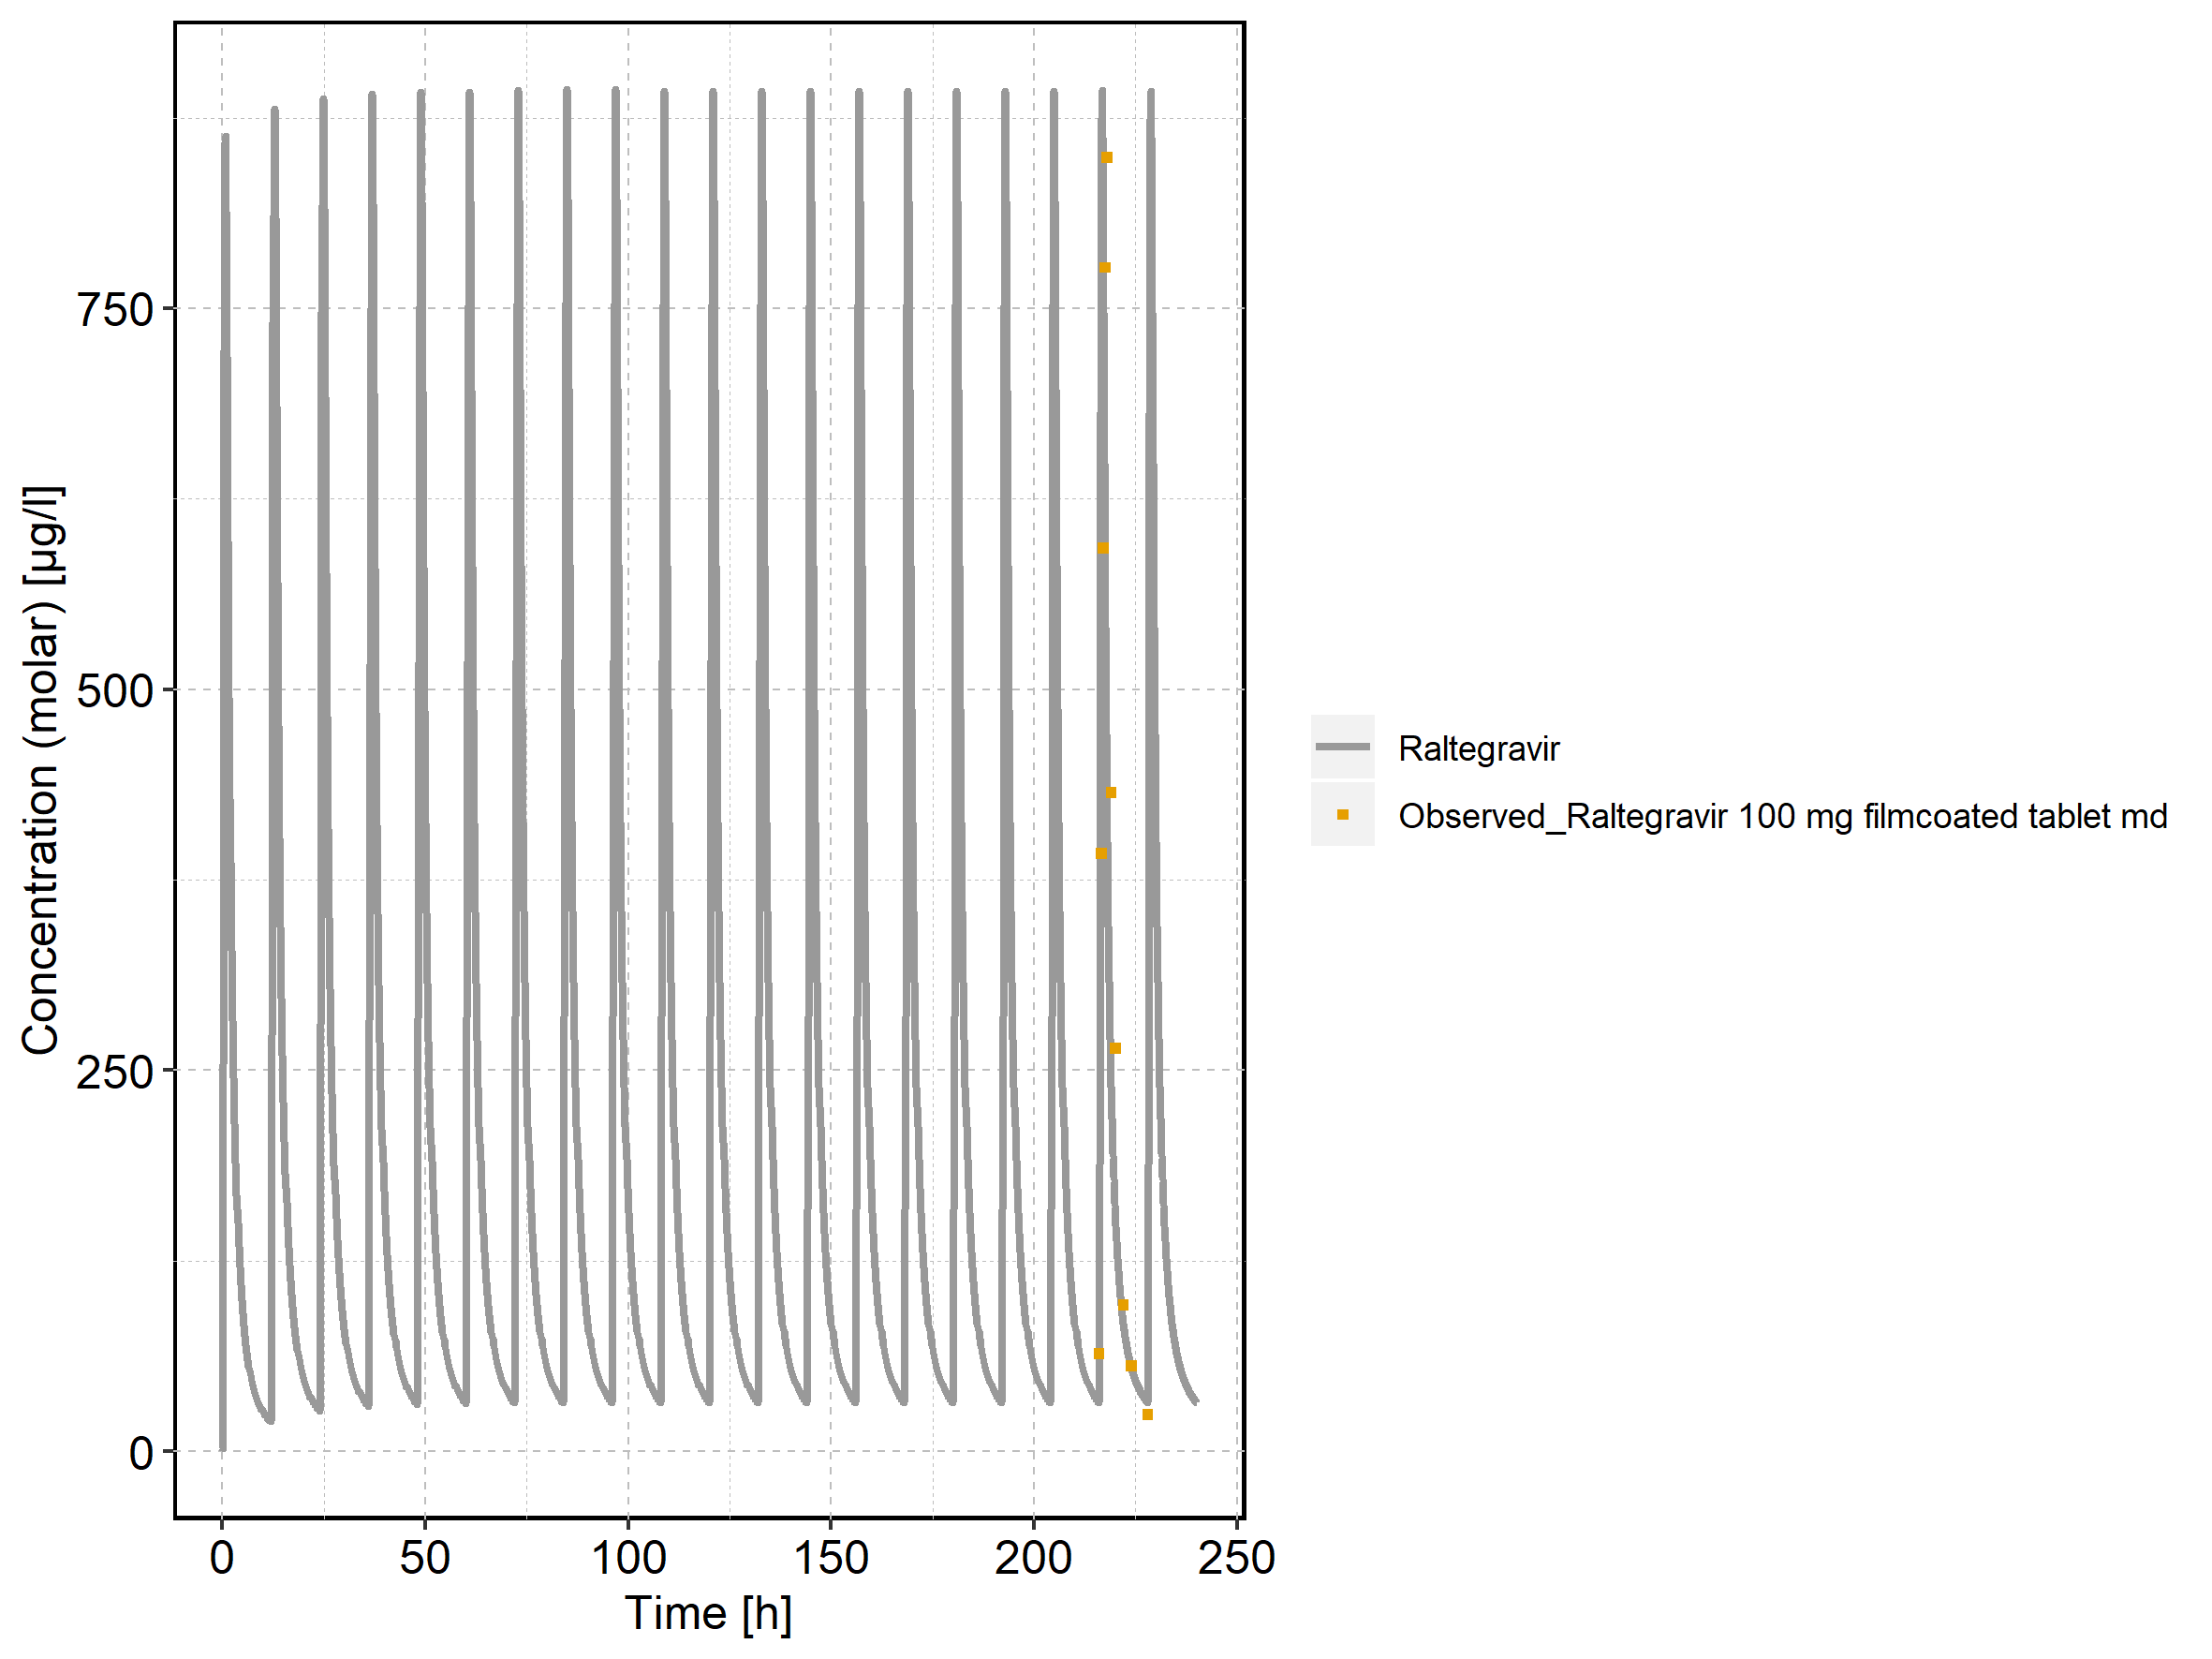 Concentration (molar) [µg/l]
750
500
250
0
0 50 100 150 200 250
Time [h]
Raltegravir
Observed_Raltegravir 100 mg filmcoated tablet md